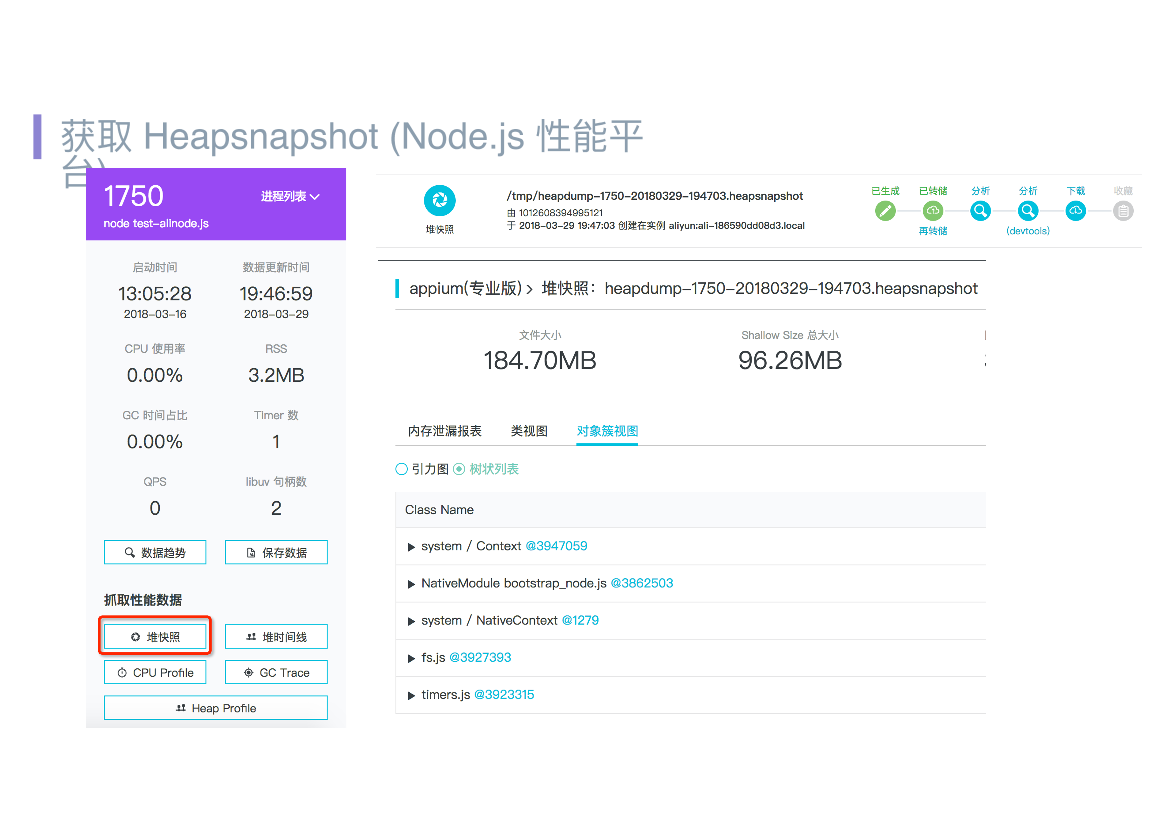 获取 Heapsnapshot (Node.js 性能平
台)
1750
进程列表
node test-allnode.js
启动时间
数据更新时间
13:05:28
19:46:59
2018-03-16
2018-03-29
CPU 使用率
RSS
0.00%
3.2MB
GC 时间占比
Timer 数
0.00%
1
QPS
libuv 句柄数
0
2
数据趋势
保存数据
抓取性能数据
堆快照
堆时间线
CPU Profile
GC Trace
Heap Profile
堆快照
/tmp/heapdump-1750-20180329-194703.heapsnapshot
由 1012608394995121
于 2018-03-29 19:47:03 创建在实例 aliyun:ali-186590dd08d3.local
已生成
已转储
分析
分析
下载
收藏
再转储
(devtools)
appium(专业版) > 堆快照: heapdump-1750-20180329-194703.heapsnapshot
文件大小
Shallow Size 总大小
184.70MB
96.26MB
内存泄漏报表
类视图
对象簇视图
引力图
树状列表
Class Name
system / Context @3947059
NativeModule bootstrap_node.js @3862503
system / NativeContext @1279
fs.js @3927393
timers.js @3923315